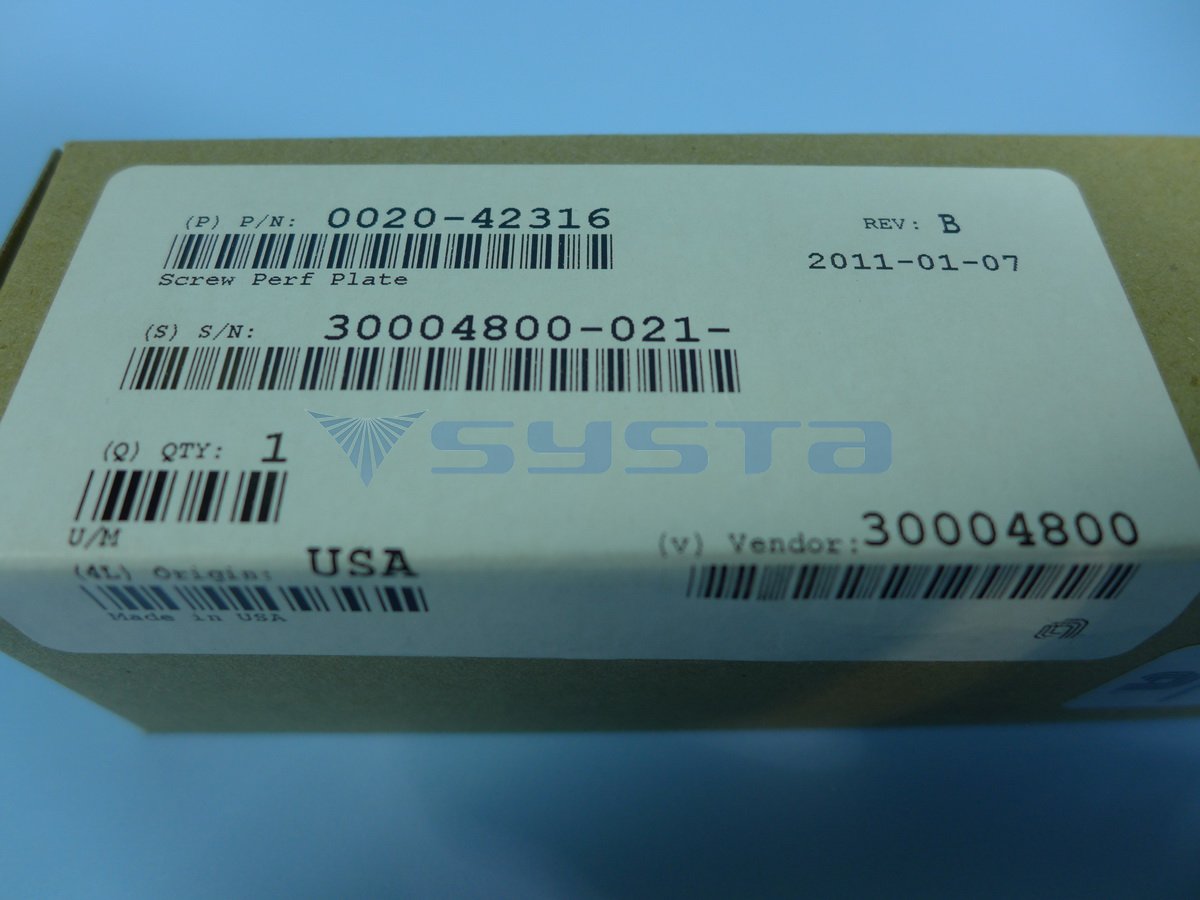 (P) P/N: 0020-42316
REV: B
2011-01-07
Screw Perf Plate
(S) S/N: 30004800-021-
systa
(Q) QTY: 1
U/M
(V) Vendor: 30004800
(4L) Origin: USA
Made in USA